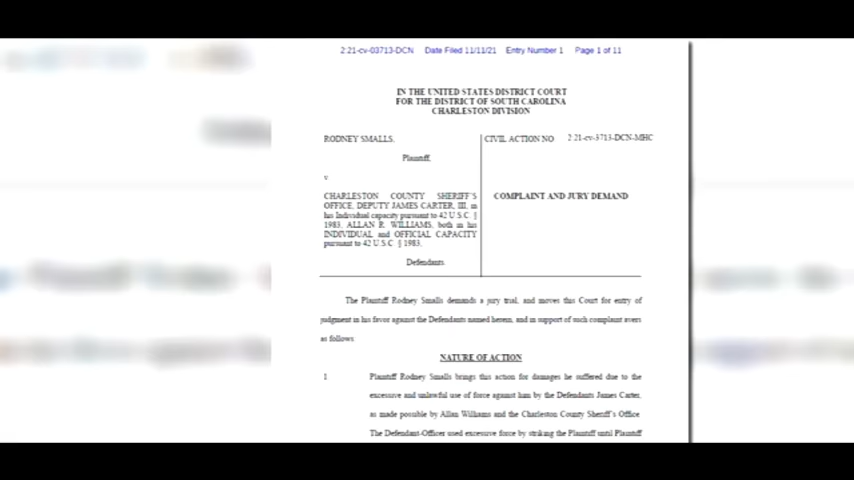 2:21-cv-03713-DCN Date Filed 11/11/21 Entry Number 1 Page 1 of 11
IN THE UNITED STATES DISTRICT COURT
FOR THE DISTRICT OF SOUTH CAROLINA
CHARLESTON DIVISION
RODNEY SMALLS,
Plaintiff,
v
CHARLESTON COUNTY SHERIFF'S
OFFICE, DEPUTY JAMES CARTER, III, in
his Individual capacity pursuant to 42 U.S.C. §
1983, ALLAN R. WILLIAMS, both in his
INDIVIDUAL and OFFICIAL CAPACITY
pursuant to 42 U.S.C. § 1983,
Defendants.
CIVIL ACTION NO 2:21-cv-3713-DCN-MHC
COMPLAINT AND JURY DEMAND
The Plaintiff Rodney Smalls demands a jury trial, and moves this Court for entry of
judgment in his favor against the Defendants named herein, and in support of such complaint avers
as follows:
NATURE OF ACTION
1 Plaintiff Rodney Smalls brings this action for damages he suffered due to the
excessive and unlawful use of force against him by the Defendants James Carter,
as made possible by Allan Williams and the Charleston County Sheriff's Office.
The Defendant-Officer used excessive force by striking the Plaintiff until Plaintiff